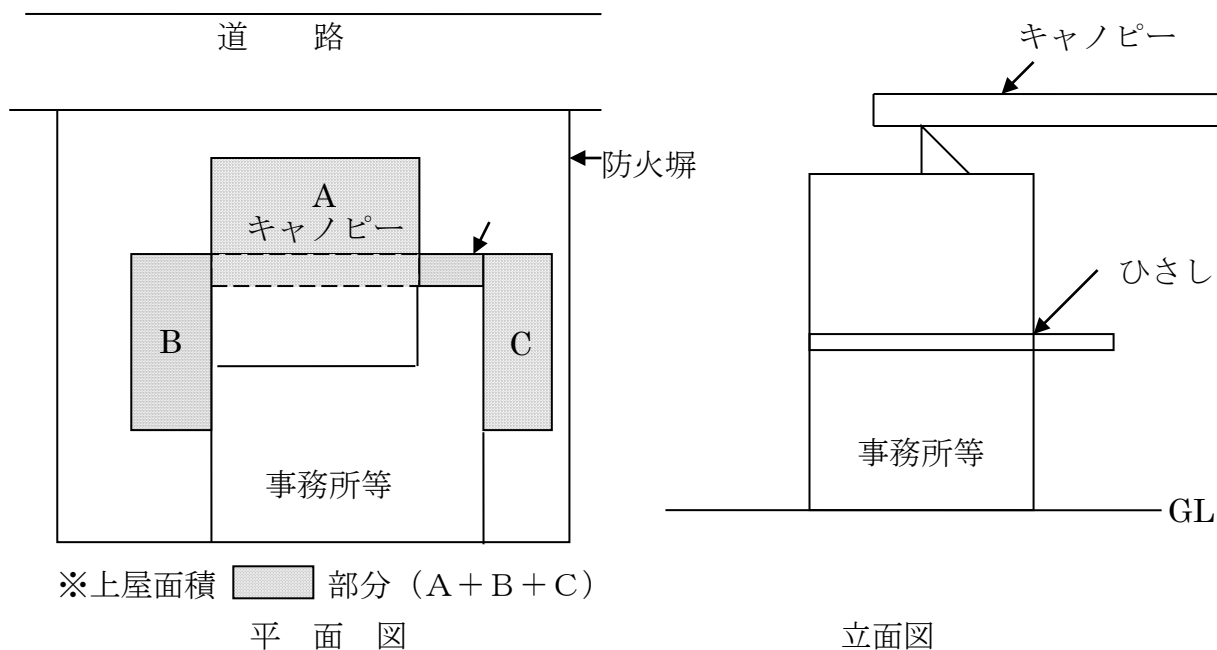 道　　路
キャノピー
防火塀
A
キャノピー
ひさし
B
C
事務所等
事務所等
GL
※上屋面積　部分（A＋B＋C）
平　面　図
立面図